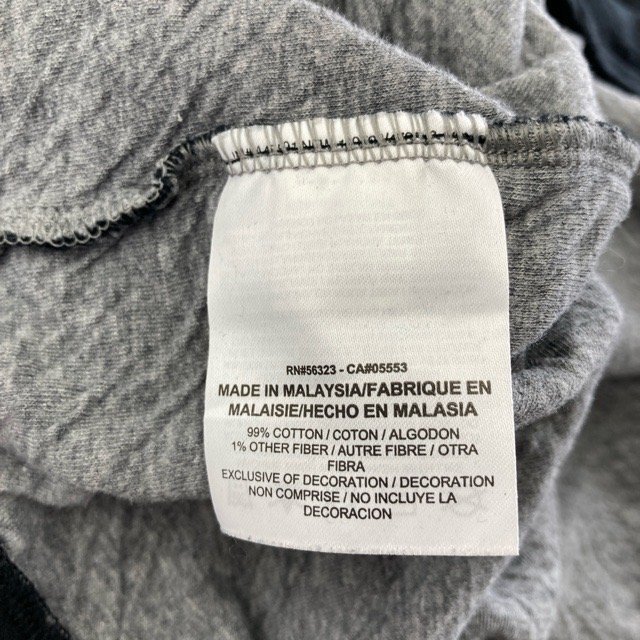 RN#56323 - CA#05553
MADE IN MALAYSIA/FABRIQUE EN
MALAISIE/HECHO EN MALASIA
99% COTTON / COTON / ALGODON
1% OTHER FIBER / AUTRE FIBRE / OTRA
FIBRA
EXCLUSIVE OF DECORATION / DECORATION
NON COMPRISE / NO INCLUYE LA
DECORACION